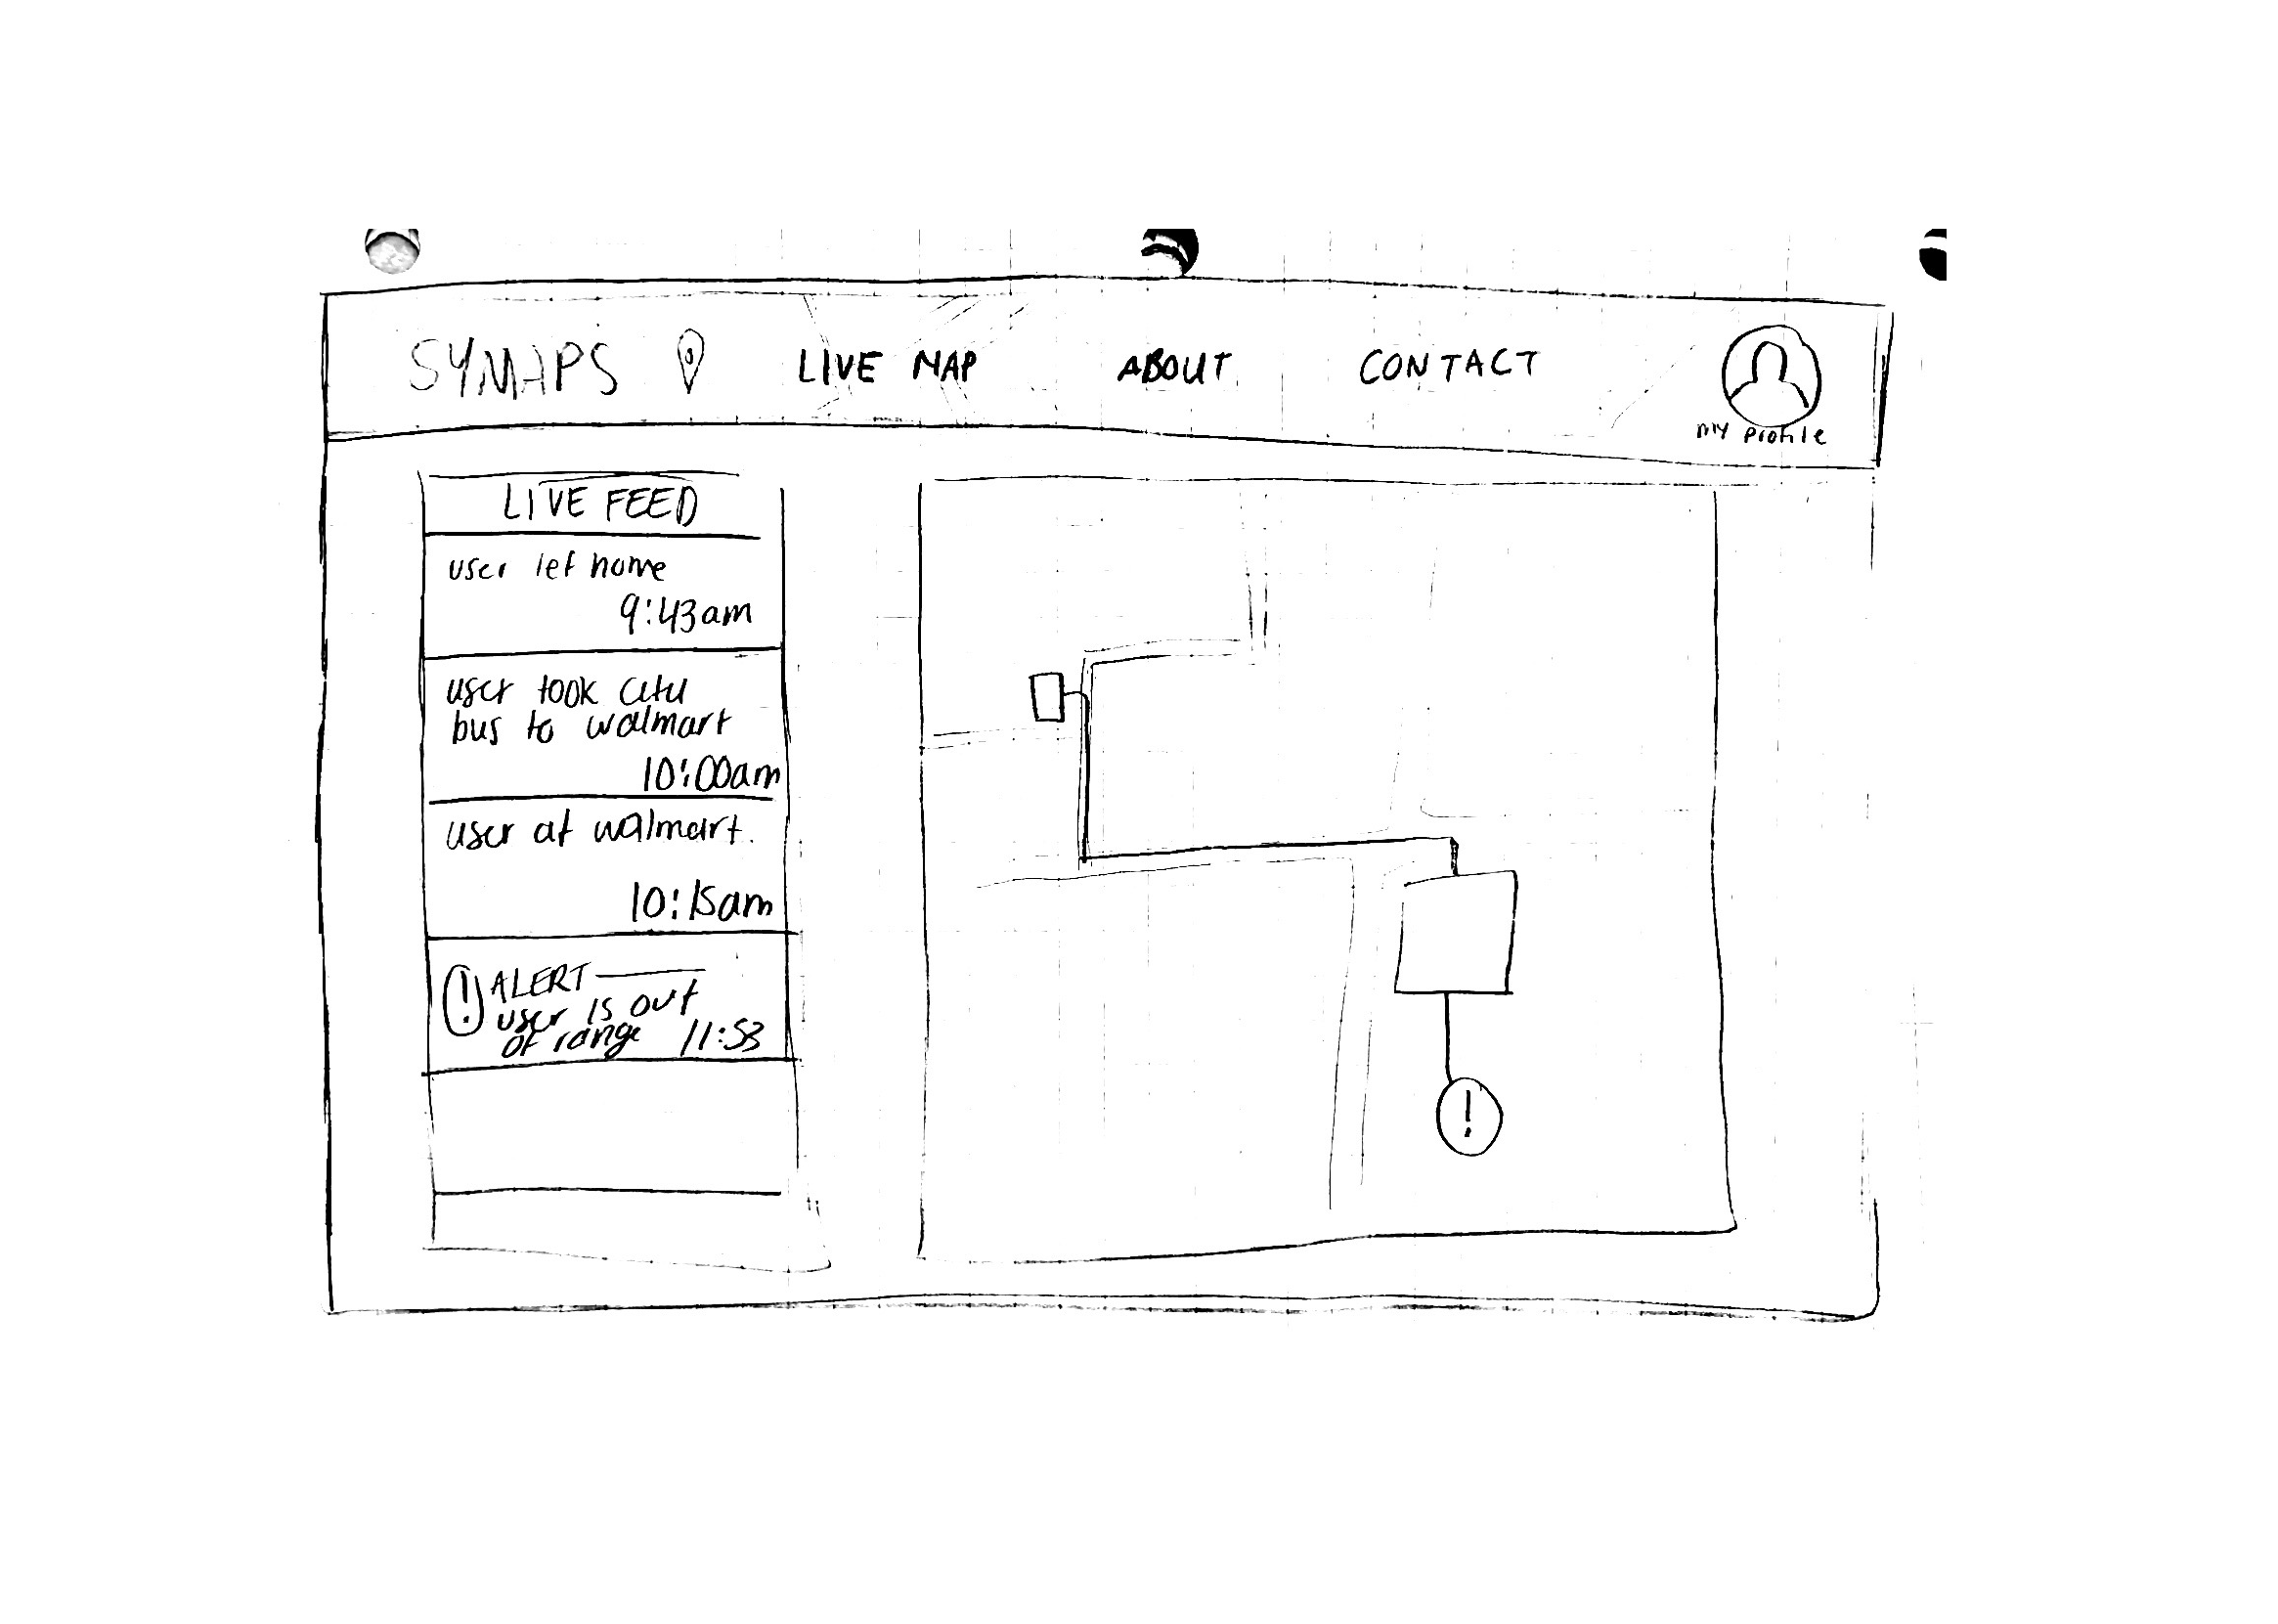 SYMAPS LIVE MAP ABOUT CONTACT
my profile
LIVE FEED
user lef home
9:43am
user took city
bus to walmart
10:00am
user at walmart.
10:15am
! ALERT
user is out
of range 11:53
!